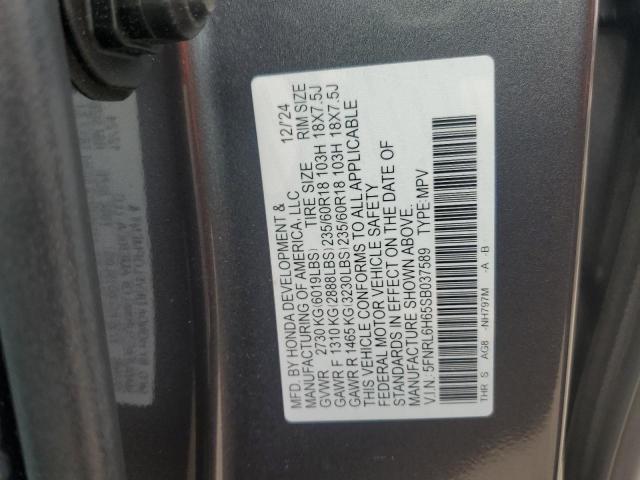 MFD. BY HONDA DEVELOPMENT &
MANUFACTURING OF AMERICA, LLC 12/'24
GVWR 2730 KG(6019LBS) TIRE SIZE RIM SIZE
GAWR F 1310 KG(2888LBS)235/60R18 103H 18X7.5J
GAWR R 1465 KG(3230LBS)235/60R18 103H 18X7.5J
THIS VEHICLE CONFORMS TO ALL APPLICABLE
FEDERAL MOTOR VEHICLE SAFETY
STANDARDS IN EFFECT ON THE DATE OF
MANUFACTURE SHOWN ABOVE.
V.I.N.: 5FNRL6H65SB037589 TYPE:MPV
THR S AG8 -NH797M -A -B